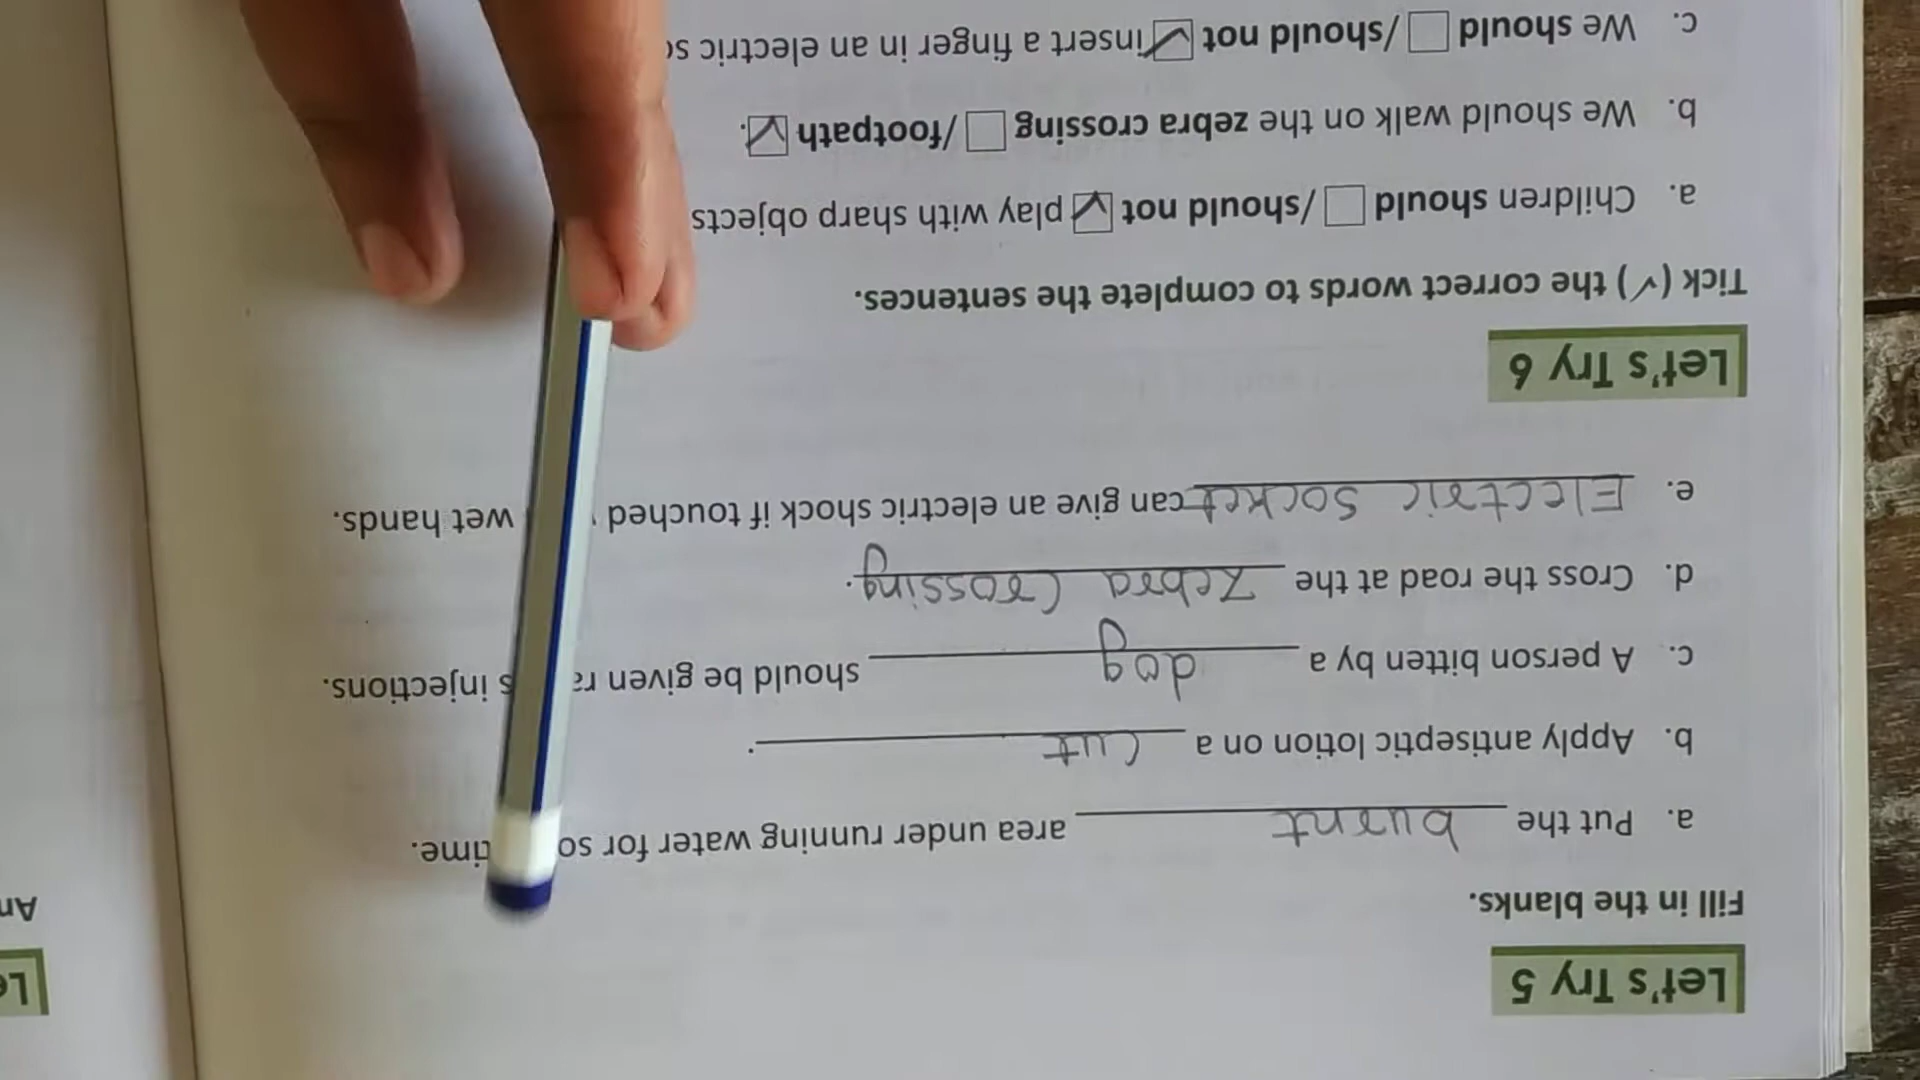 Let's Try 5
Fill in the blanks.
a. Put the burnt area under running water for so time.
b. Apply antiseptic lotion on a Cut.
c. A person bitten by a dog should be given injections.
d. Cross the road at the Zebra Crossing.
e. Electric Socket can give an electric shock if touched wet hands.
Let's Try 6
Tick (✓) the correct words to complete the sentences.
a. Children should ☐/should not ☑ play with sharp objects
b. We should walk on the zebra crossing ☐/footpath ☑.
c. We should ☐/should not ☑ insert a finger in an electric